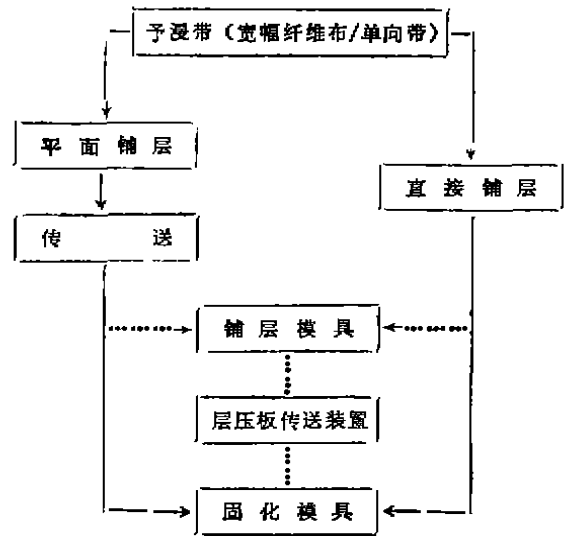 予浸带（宽幅纤维布/单向带）
平面铺层
直接铺层
传送
铺层模具
层压板传送装置
固化模具